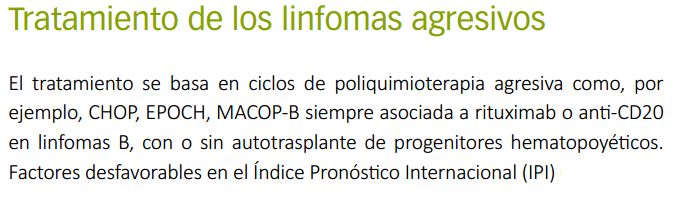 Tratamiento de los linfomas agresivos
El tratamiento se basa en ciclos de poliquimioterapia agresiva como, por
ejemplo, CHOP, EPOCH, MACOP-B siempre asociada a rituximab o anti-CD20
en linfomas B, con o sin autotrasplante de progenitores hematopoyéticos.
Factores desfavorables en el Índice Pronóstico Internacional (IPI)